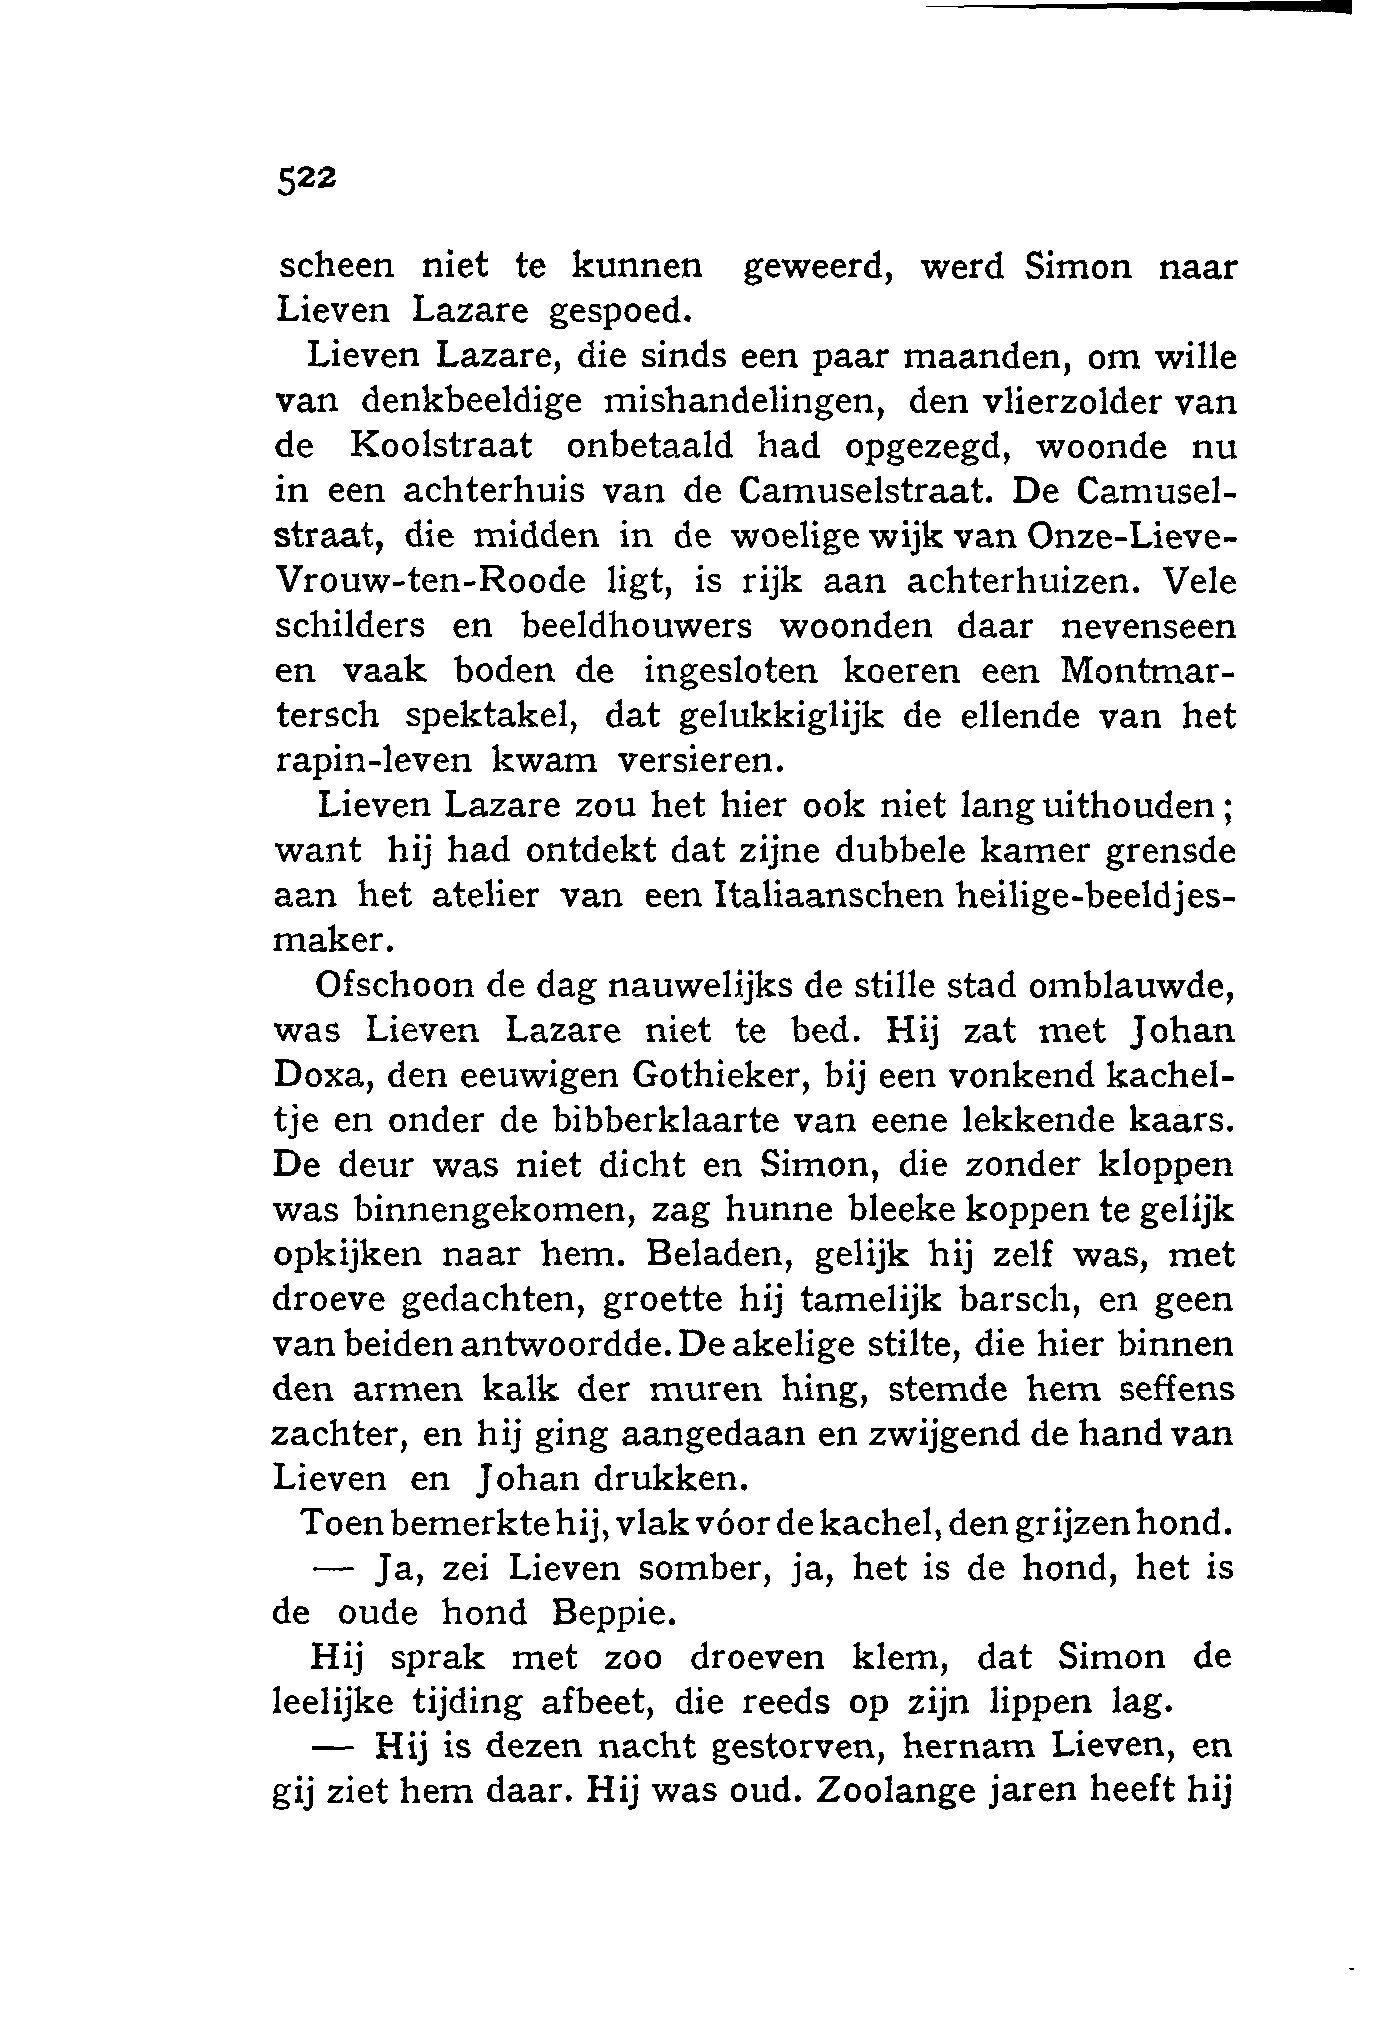 522
scheen niet te kunnen geweerd, werd Simon naar
Lieven Lazare gespoed.
Lieven Lazare, die sinds een paar maanden, om wille
van denkbeeldige mishandelingen, den vlierzolder van
de Koolstraat onbetaald had opgezegd, woonde nu
in een achterhuis van de Camuselstraat. De Camusel-
straat, die midden in de woelige wijk van Onze-Lieve-
Vrouw-ten-Roode ligt, is rijk aan achterhuizen. Vele
schilders en beeldhouwers woonden daar nevenseen
en vaak boden de ingesloten koeren een Montmar-
tersch spektakel, dat gelukkiglijk de ellende van het
rapin-leven kwam versieren.
Lieven Lazare zou het hier ook niet lang uithouden;
want hij had ontdekt dat zijne dubbele kamer grensde
aan het atelier van een Italiaanschen heilige-beeldjes-
maker.
Ofschoon de dag nauwelijks de stille stad omblauwde,
was Lieven Lazare niet te bed. Hij zat met Johan
Doxa, den eeuwigen Gothieker, bij een vonkend kachel-
tje en onder de bibberklaarte van eene lekkende kaars.
De deur was niet dicht en Simon, die zonder kloppen
was binnengekomen, zag hunne bleeke koppen te gelijk
opkijken naar hem. Beladen, gelijk hij zelf was, met
droeve gedachten, groette hij tamelijk barsch, en geen
van beiden antwoordde. De akelige stilte, die hier binnen
den armen kalk der muren hing, stemde hem seffens
zachter, en hij ging aangedaan en zwijgend de hand van
Lieven en Johan drukken.
Toen bemerkte hij, vlak vóor de kachel, den grijzen hond.
— Ja, zei Lieven somber, ja, het is de hond, het is
de oude hond Beppie.
Hij sprak met zoo droeven klem, dat Simon de
leelijke tijding afbeet, die reeds op zijn lippen lag.
— Hij is dezen nacht gestorven, hernam Lieven, en
gij ziet hem daar. Hij was oud. Zoolange jaren heeft hij